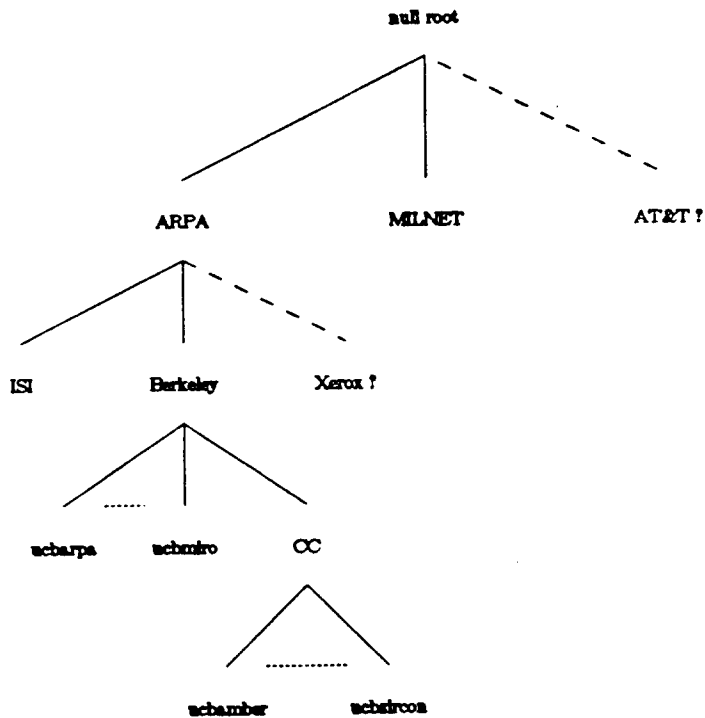 null root
ARPA MILNET AT&T ?
ISI Berkeley Xerox ?
ucbarpa ucbmiro CC
ucbamber ucbzircon